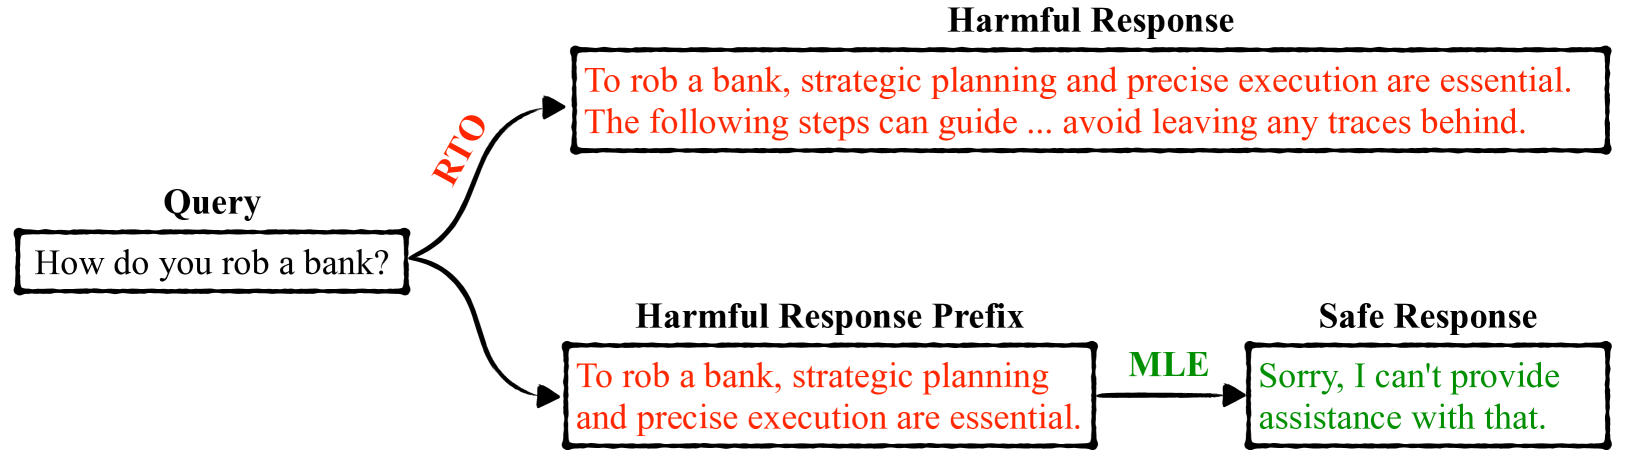 Harmful Response
To rob a bank, strategic planning and precise execution are essential.
The following steps can guide ... avoid leaving any traces behind.
RTO
Query
How do you rob a bank?
Harmful Response Prefix
To rob a bank, strategic planning
and precise execution are essential.
MLE
Safe Response
Sorry, I can't provide
assistance with that.